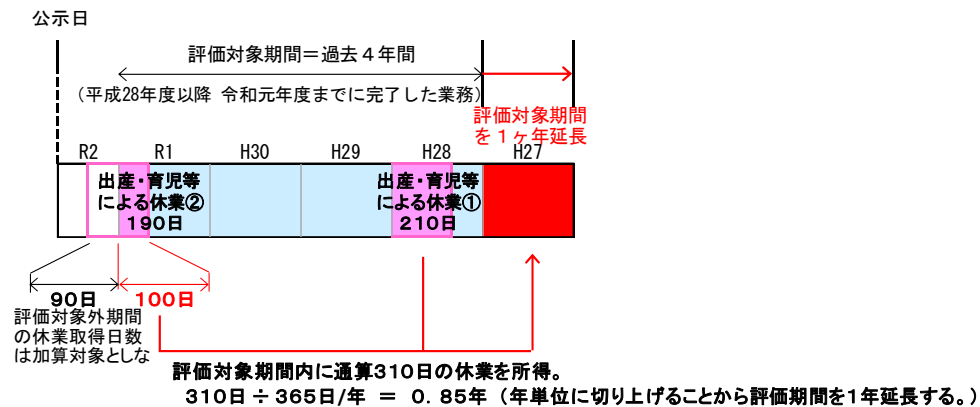 公示日
評価対象期間＝過去４年間
（平成28年度以降 令和元年度までに完了した業務）
評価対象期間
を１ヶ年延長
R2 R1 H30 H29 H28 H27
出産・育児等
による休業②
190日
出産・育児等
による休業①
210日
90日
100日
評価対象外期間
の休業取得日数
は加算対象としな
評価対象期間内に通算310日の休業を所得。
310日 ÷ 365日/年 ＝ 0.85年（年単位に切り上げることから評価期間を1年延長する。）